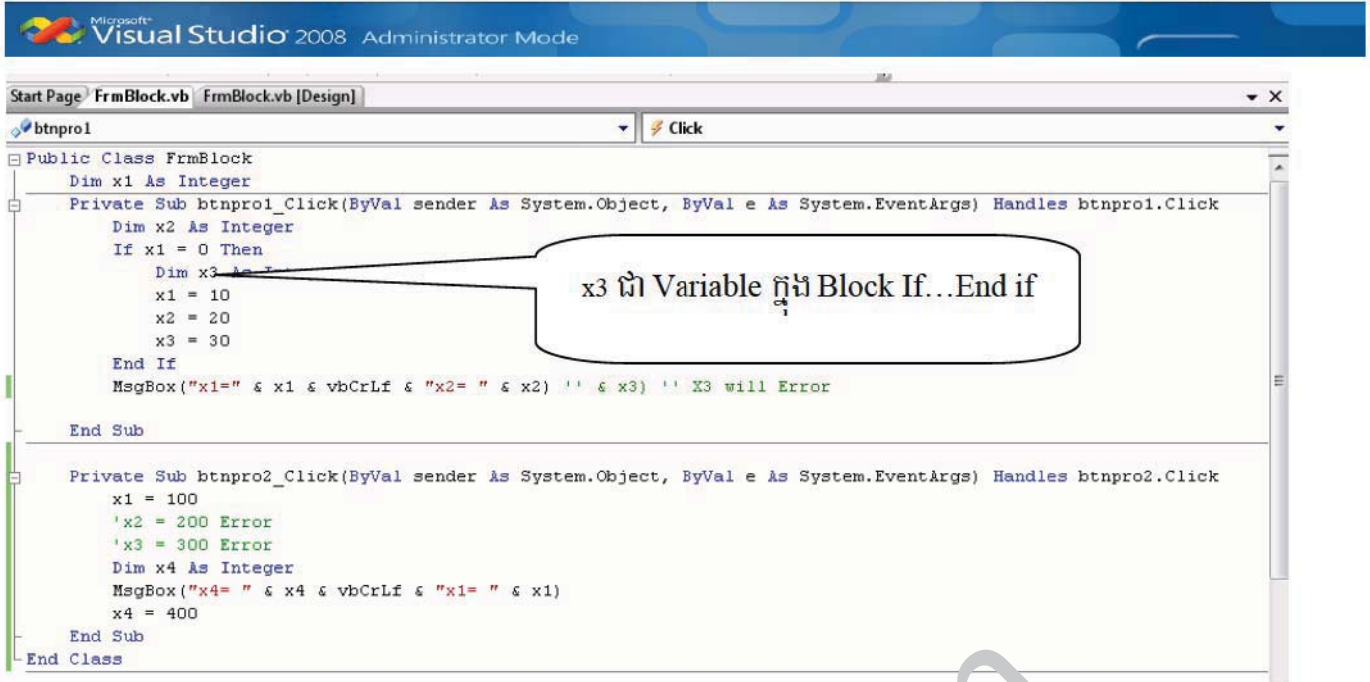 Microsoft
Visual Studio 2008 Administrator Mode
Start Page FrmBlock.vb FrmBlock.vb [Design]
btnpro1 Click
Public Class FrmBlock
Dim x1 As Integer
Private Sub btnpro1_Click(ByVal sender As System.Object, ByVal e As System.EventArgs) Handles btnpro1.Click
Dim x2 As Integer
If x1 = 0 Then
Dim x3 As
x3 ជា Variable ក្នុង Block If…End if
x1 = 10
x2 = 20
x3 = 30
End If
MsgBox("x1=" & x1 & vbCrLf & "x2= " & x2) '' & x3) '' X3 will Error
End Sub
Private Sub btnpro2_Click(ByVal sender As System.Object, ByVal e As System.EventArgs) Handles btnpro2.Click
x1 = 100
'x2 = 200 Error
'x3 = 300 Error
Dim x4 As Integer
MsgBox("x4= " & x4 & vbCrLf & "x1= " & x1)
x4 = 400
End Sub
End Class